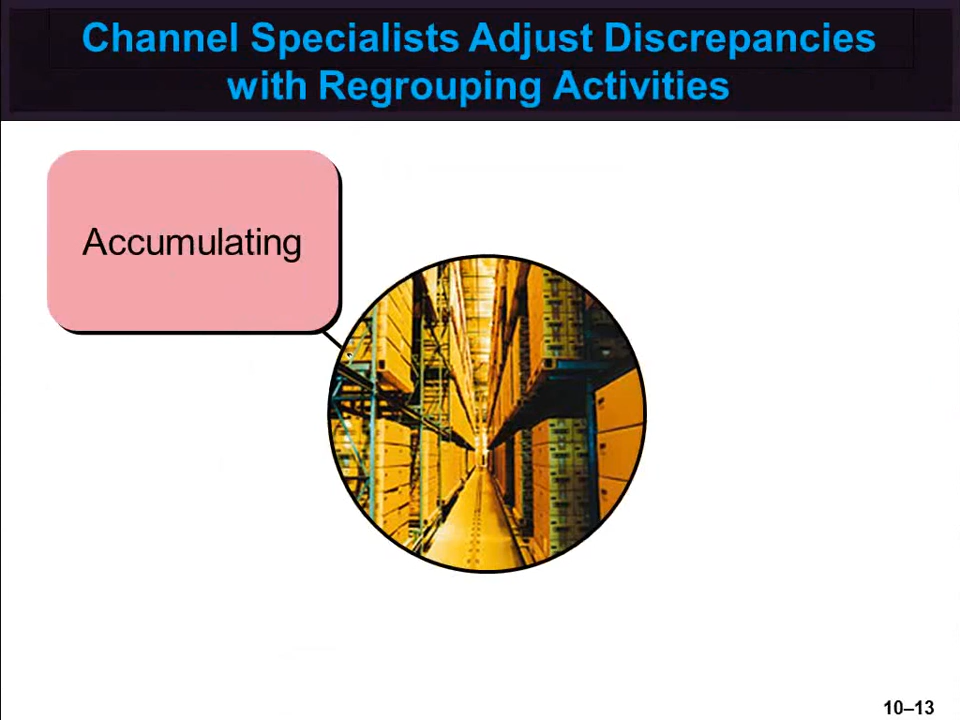 Channel Specialists Adjust Discrepancies
with Regrouping Activities
Accumulating
10–13